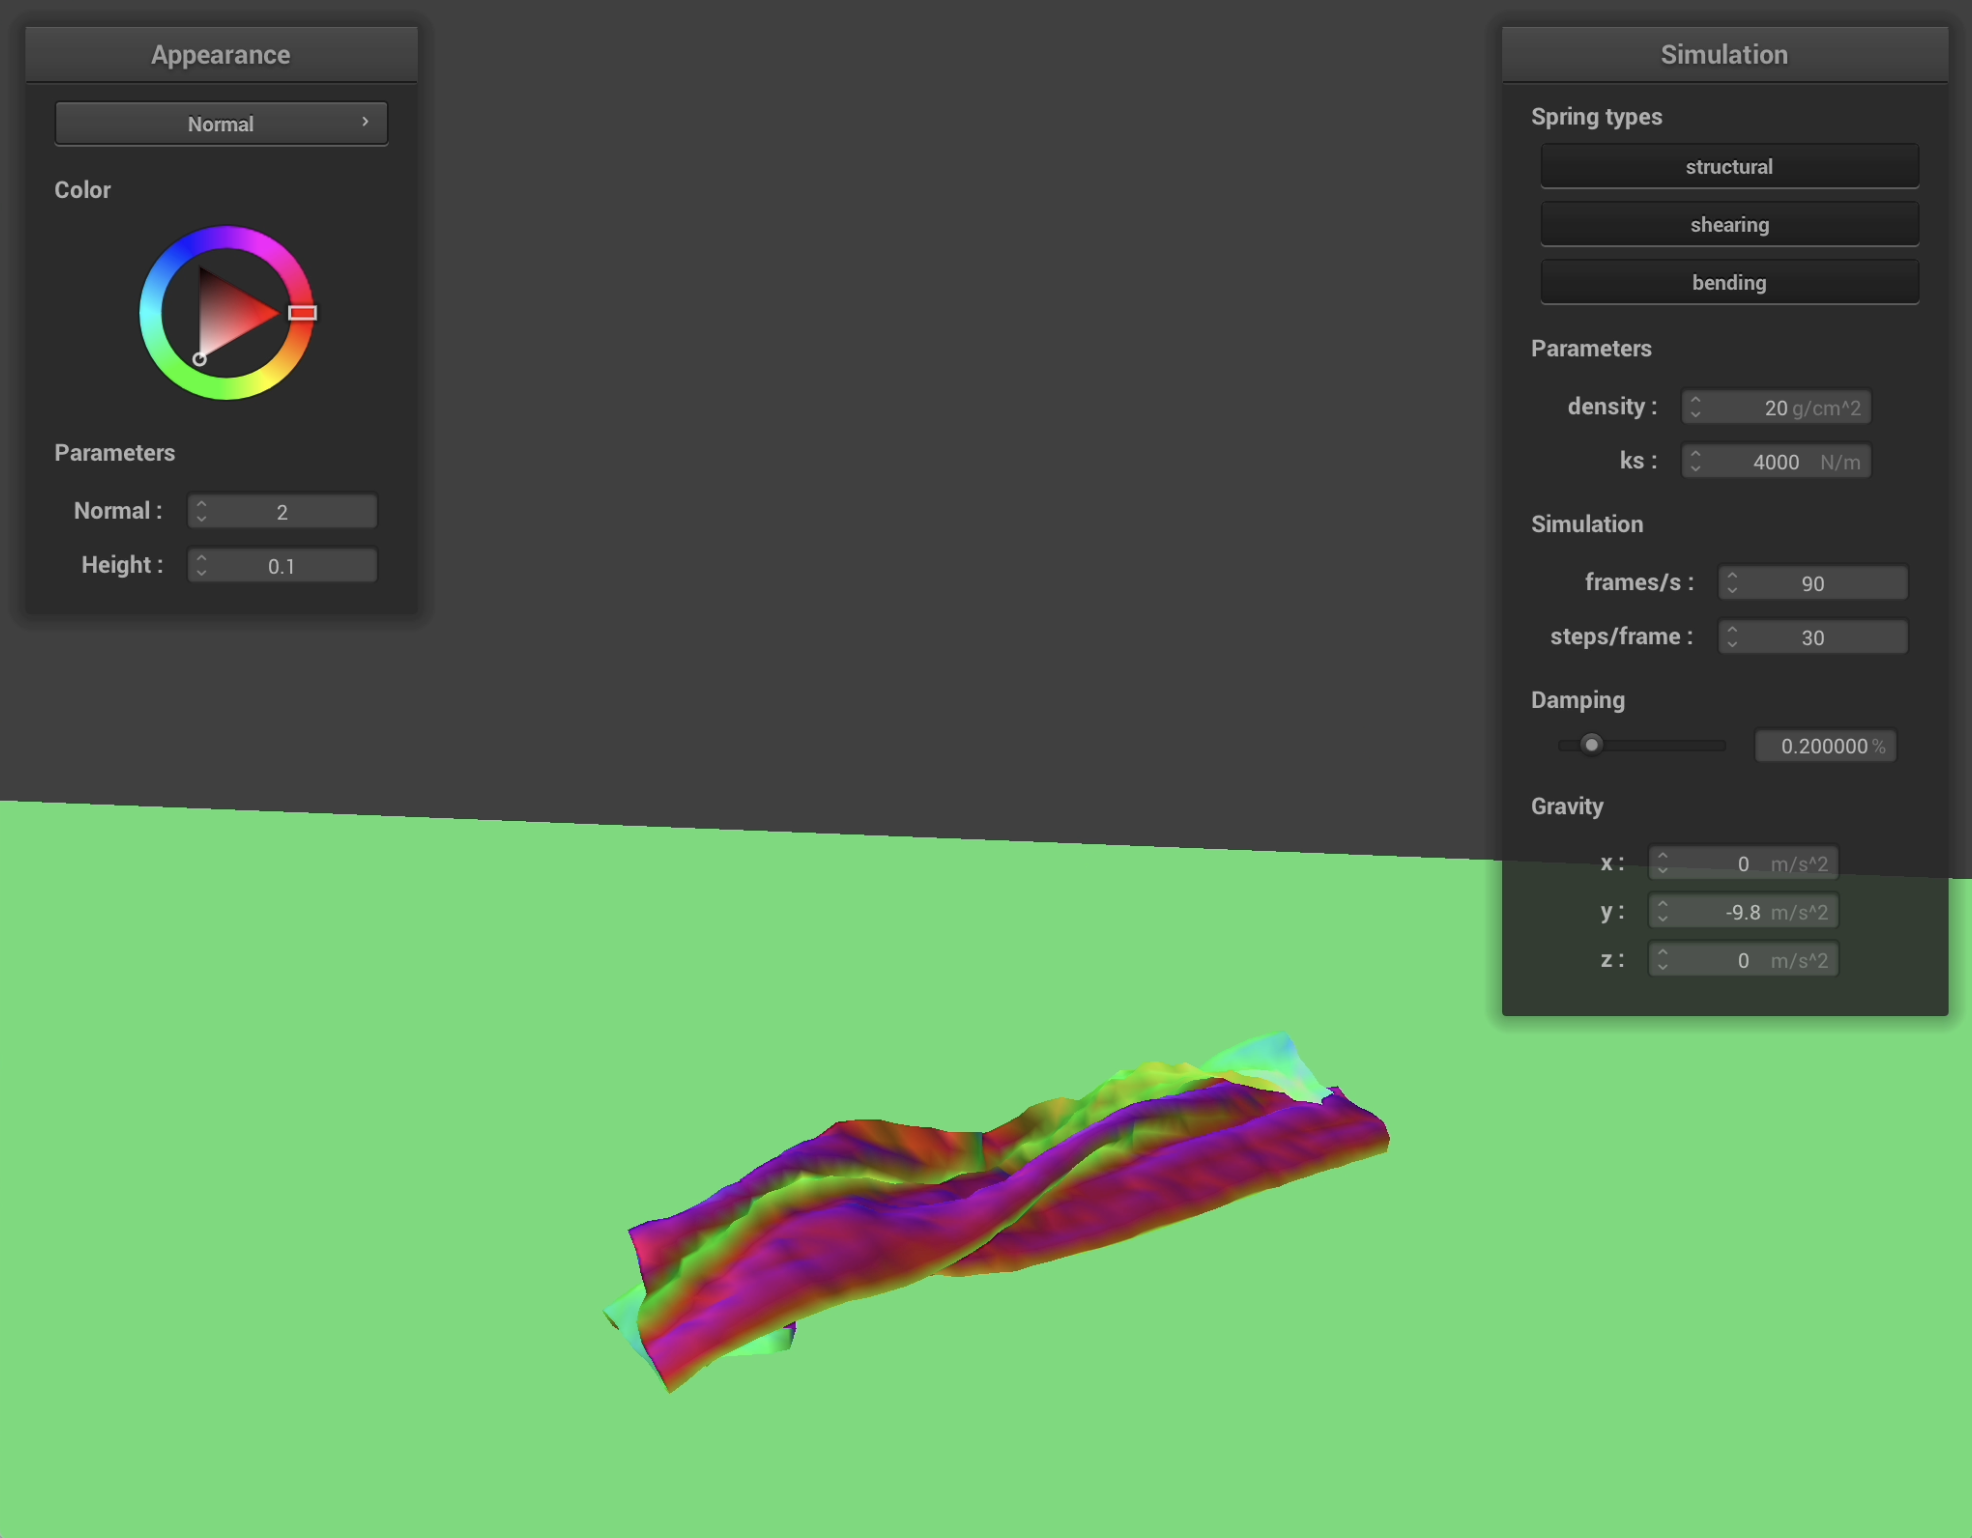 Appearance
Normal
Color
Parameters
Normal : 2
Height : 0.1
Simulation
Spring types
structural
shearing
bending
Parameters
density : 20 g/cm^2
ks : 4000 N/m
Simulation
frames/s : 90
steps/frame : 30
Damping
0.200000 %
Gravity
x : 0 m/s^2
y : -9.8 m/s^2
z : 0 m/s^2